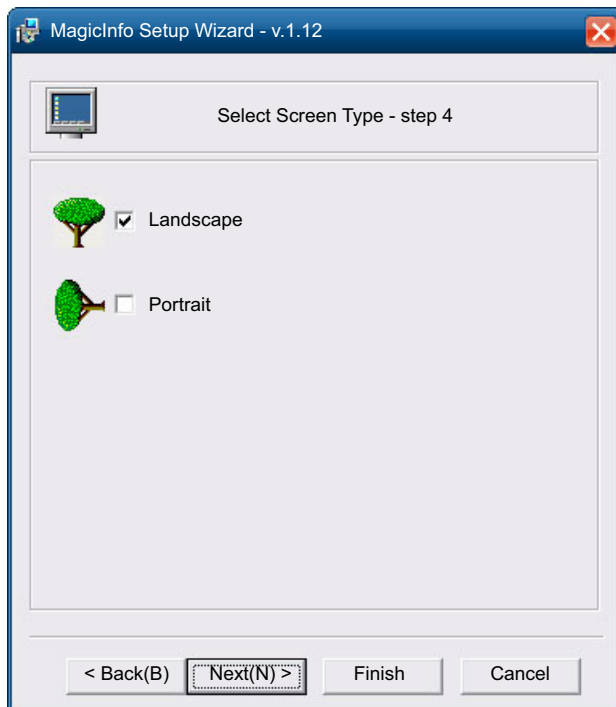 MagicInfo Setup Wizard - v.1.12
Select Screen Type - step 4
Landscape
Portrait
< Back(B) Next(N) > Finish Cancel